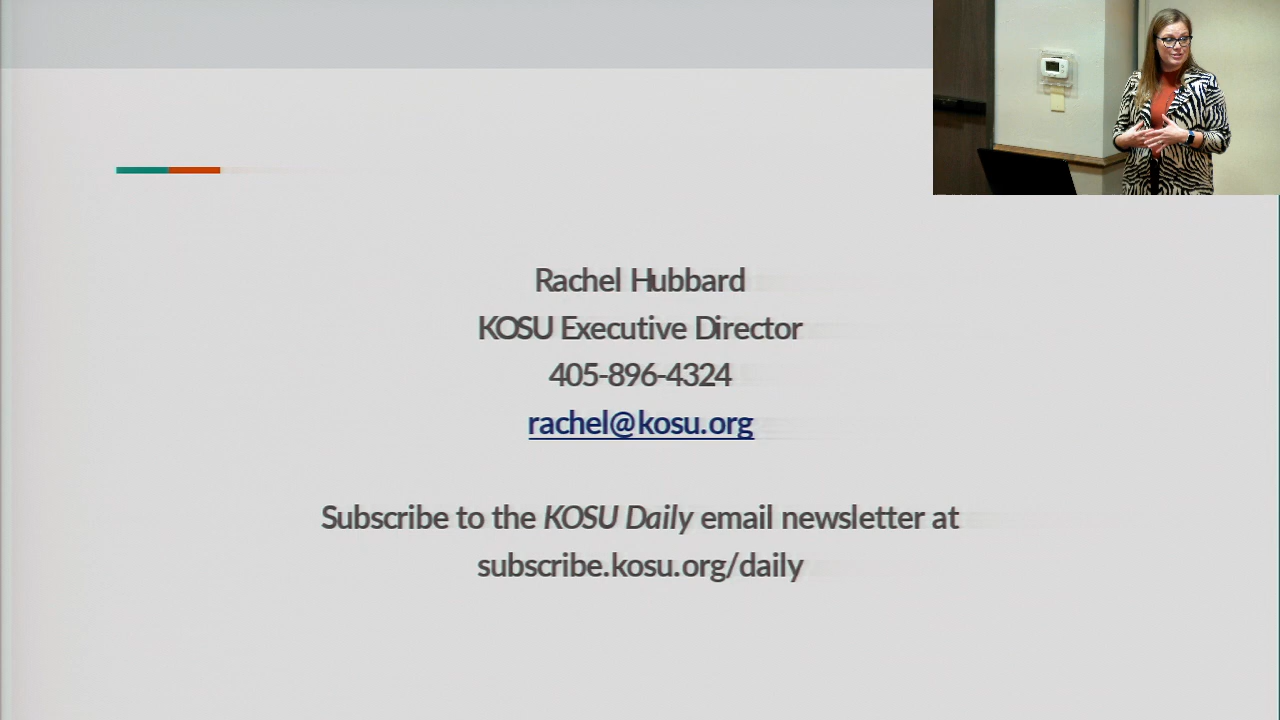 Rachel Hubbard
KOSU Executive Director
405-896-4324
rachel@kosu.org
Subscribe to the KOSU Daily email newsletter at
subscribe.kosu.org/daily